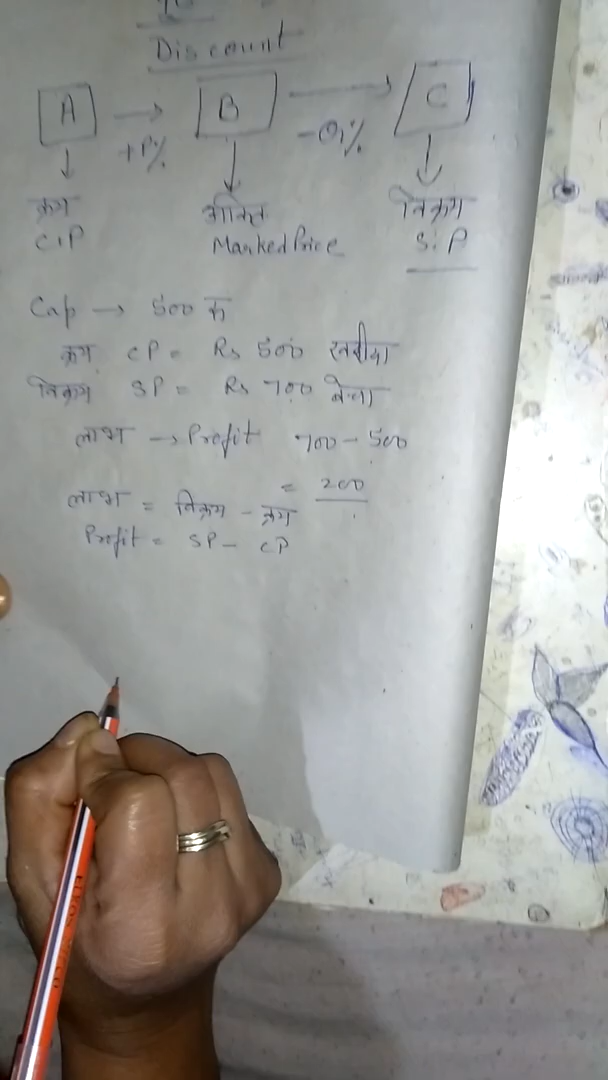 Discount
A → B → C
+P% -D%
क्रय अंकित विक्रय
C.P Marked Price S.P
Cap → 500 रु
क्रय CP = Rs 500 खरीदा
विक्रय SP = Rs 700 बेचा
लाभ → Profit 700 - 500
= 200
लाभ = विक्रय - क्रय
Profit = SP - CP